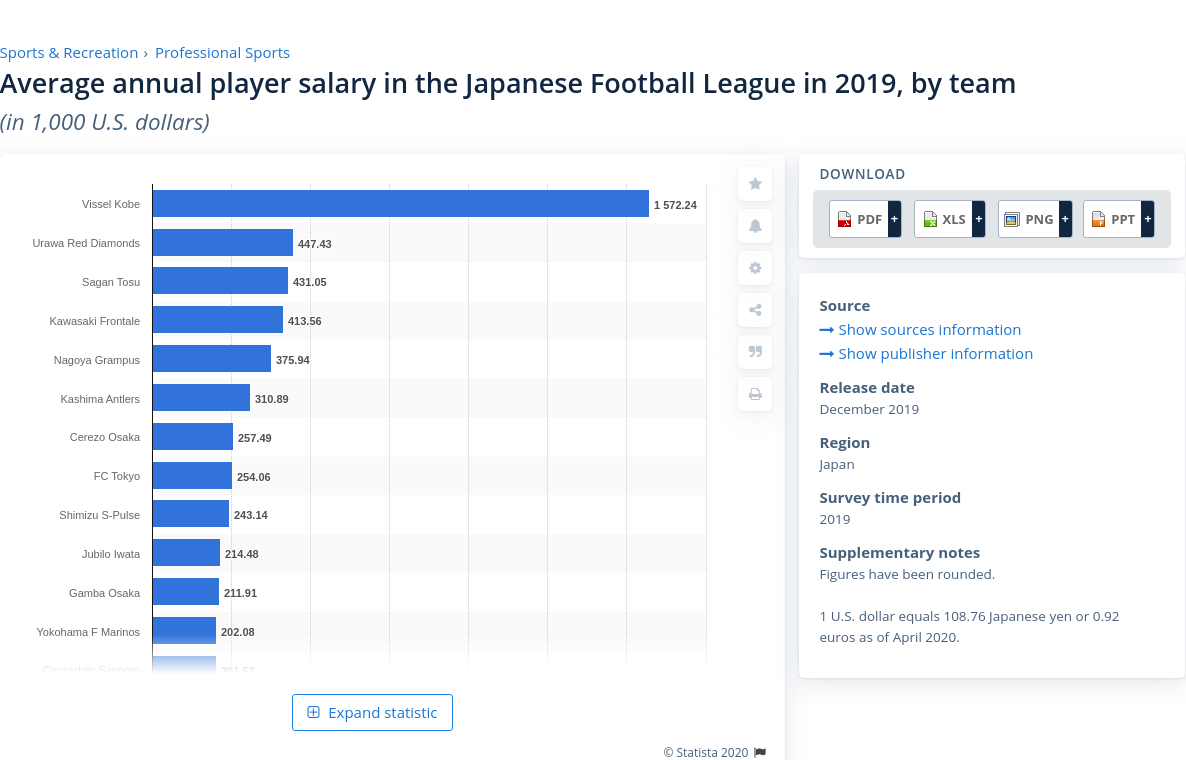 Sports & Recreation › Professional Sports
Average annual player salary in the Japanese Football League in 2019, by team
(in 1,000 U.S. dollars)
Vissel Kobe 1 572.24
Urawa Red Diamonds 447.43
Sagan Tosu 431.05
Kawasaki Frontale 413.56
Nagoya Grampus 375.94
Kashima Antlers 310.89
Cerezo Osaka 257.49
FC Tokyo 254.06
Shimizu S-Pulse 243.14
Jubilo Iwata 214.48
Gamba Osaka 211.91
Yokohama F Marinos 202.08
Expand statistic
© Statista 2020
DOWNLOAD
PDF + XLS + PNG + PPT +
Source
Show sources information
Show publisher information
Release date
December 2019
Region
Japan
Survey time period
2019
Supplementary notes
Figures have been rounded.
1 U.S. dollar equals 108.76 Japanese yen or 0.92
euros as of April 2020.